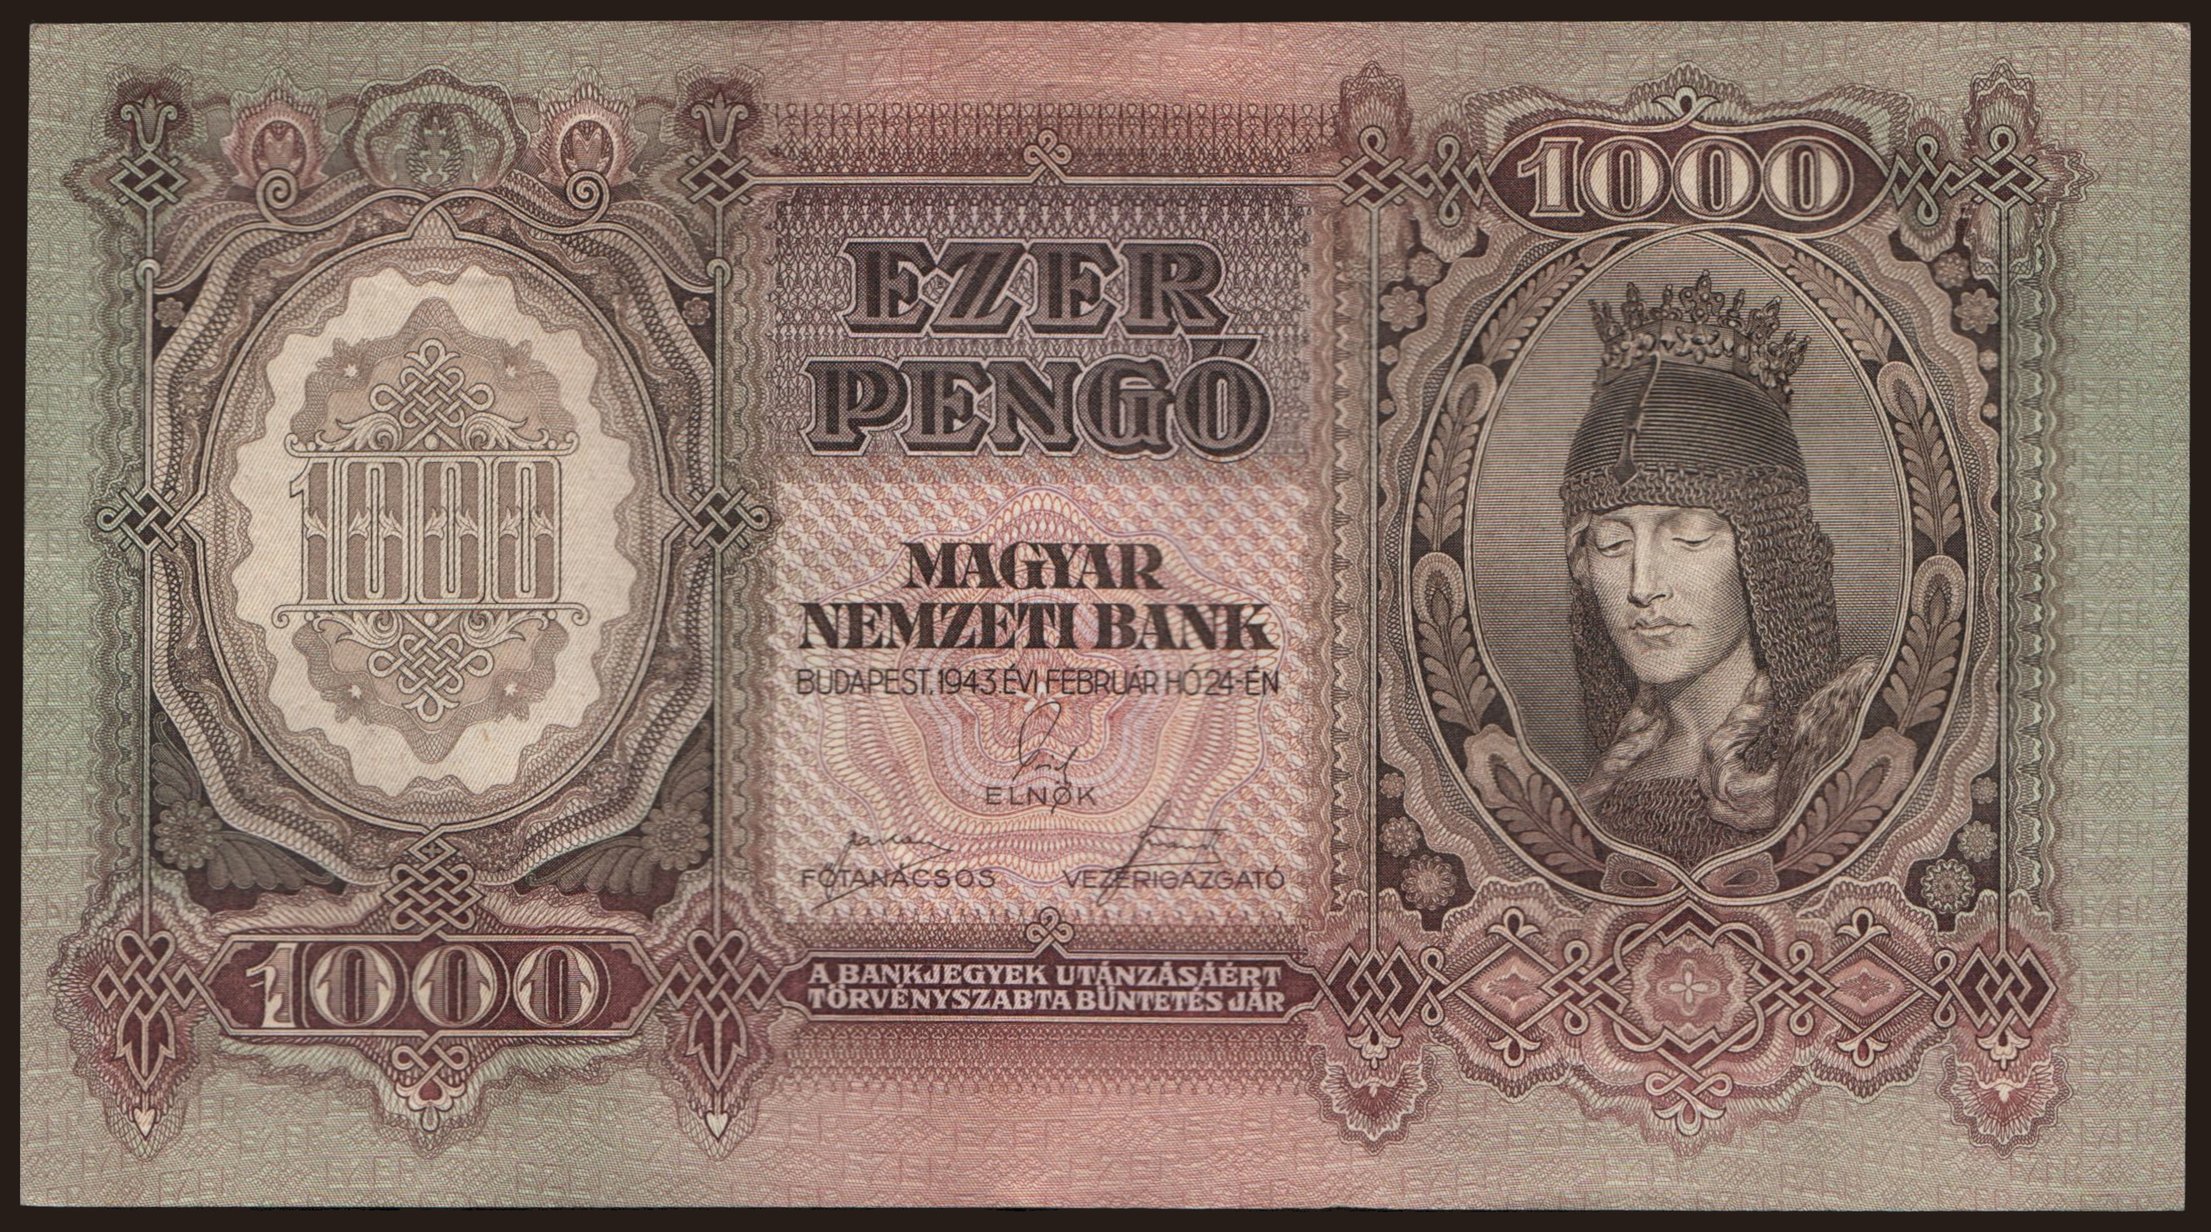 1000
EZER
PENGŐ
1000
MAGYAR
NEMZETI BANK
BUDAPEST, 1943. ÉVI FEBRUÁR HÓ 24-ÉN
ELNÖK
FŐTANÁCSOS VEZÉRIGAZGATÓ
1000
A BANKJEGYEK UTÁNZÁSÁÉRT
TÖRVÉNYSZABTA BÜNTETÉS JÁR